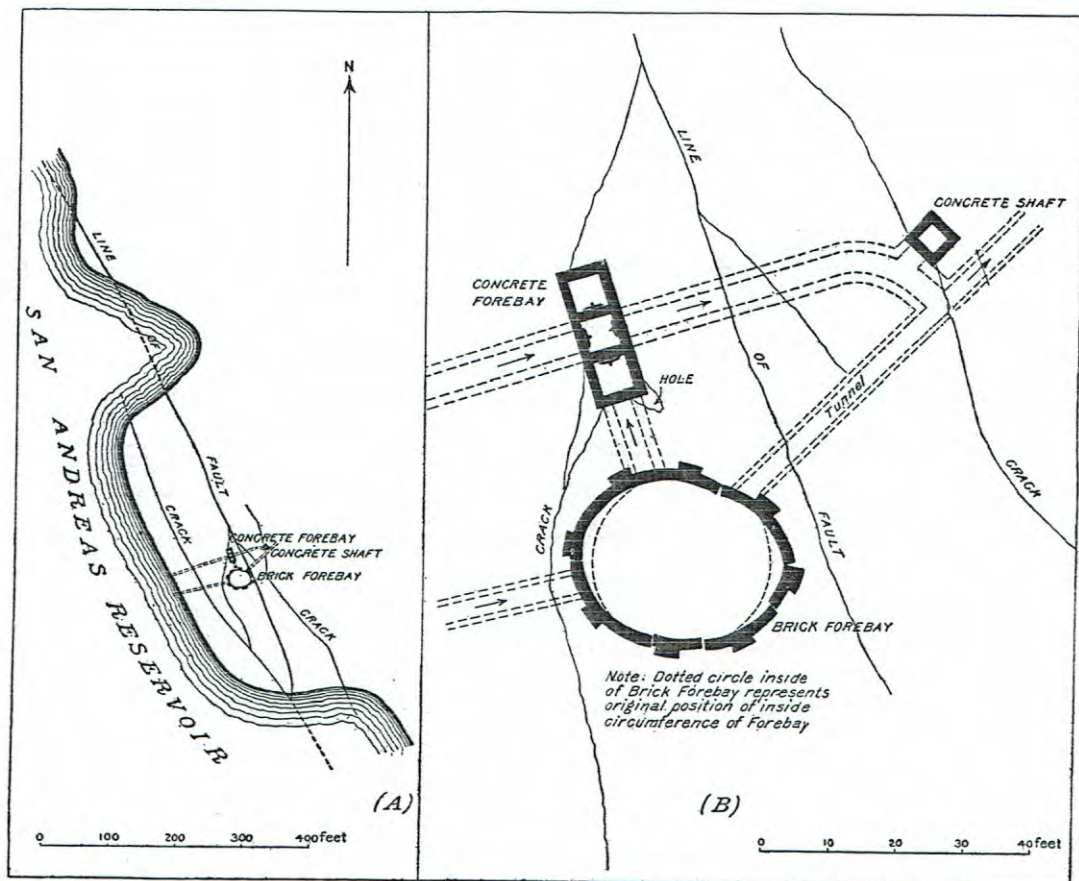 N
LINE
OF
FAULT
SAN ANDREAS RESERVOIR
CRACK
CONCRETE FOREBAY
CONCRETE SHAFT
BRICK FOREBAY
CRACK
(A)
0 100 200 300 400 feet
LINE
OF
FAULT
CONCRETE SHAFT
CONCRETE
FOREBAY
HOLE
Tunnel
CRACK
CRACK
BRICK FOREBAY
Note: Dotted circle inside
of Brick Forebay represents
original position of inside
circumference of Forebay
(B)
0 10 20 30 40 feet